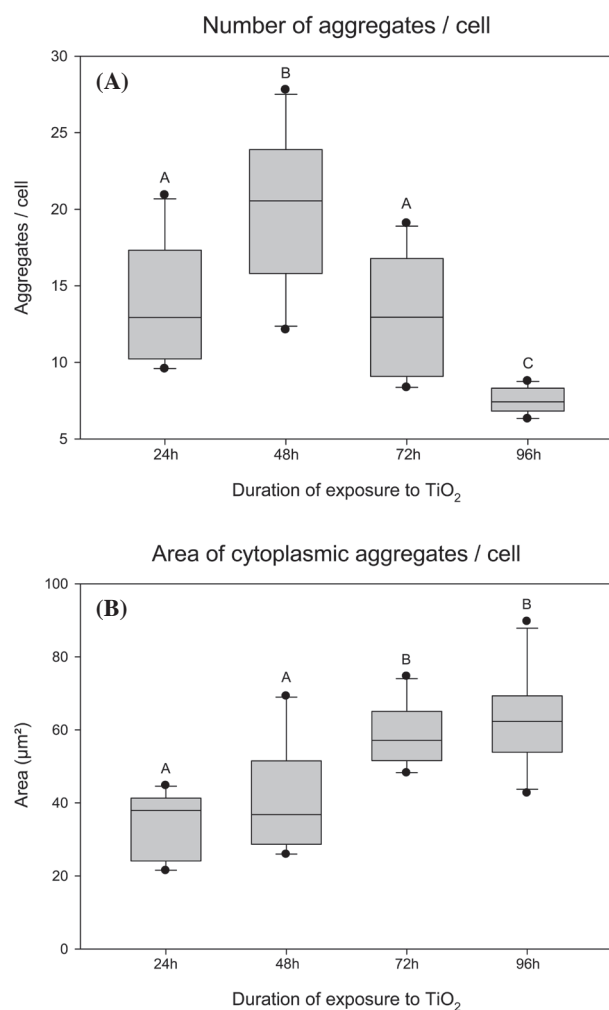 Number of aggregates / cell
(A)
30
25
20
15
10
5
Aggregates / cell
A
B
A
C
24h 48h 72h 96h
Duration of exposure to TiO₂
Area of cytoplasmic aggregates / cell
(B)
100
80
60
40
20
0
Area (µm²)
A
A
B
B
24h 48h 72h 96h
Duration of exposure to TiO₂